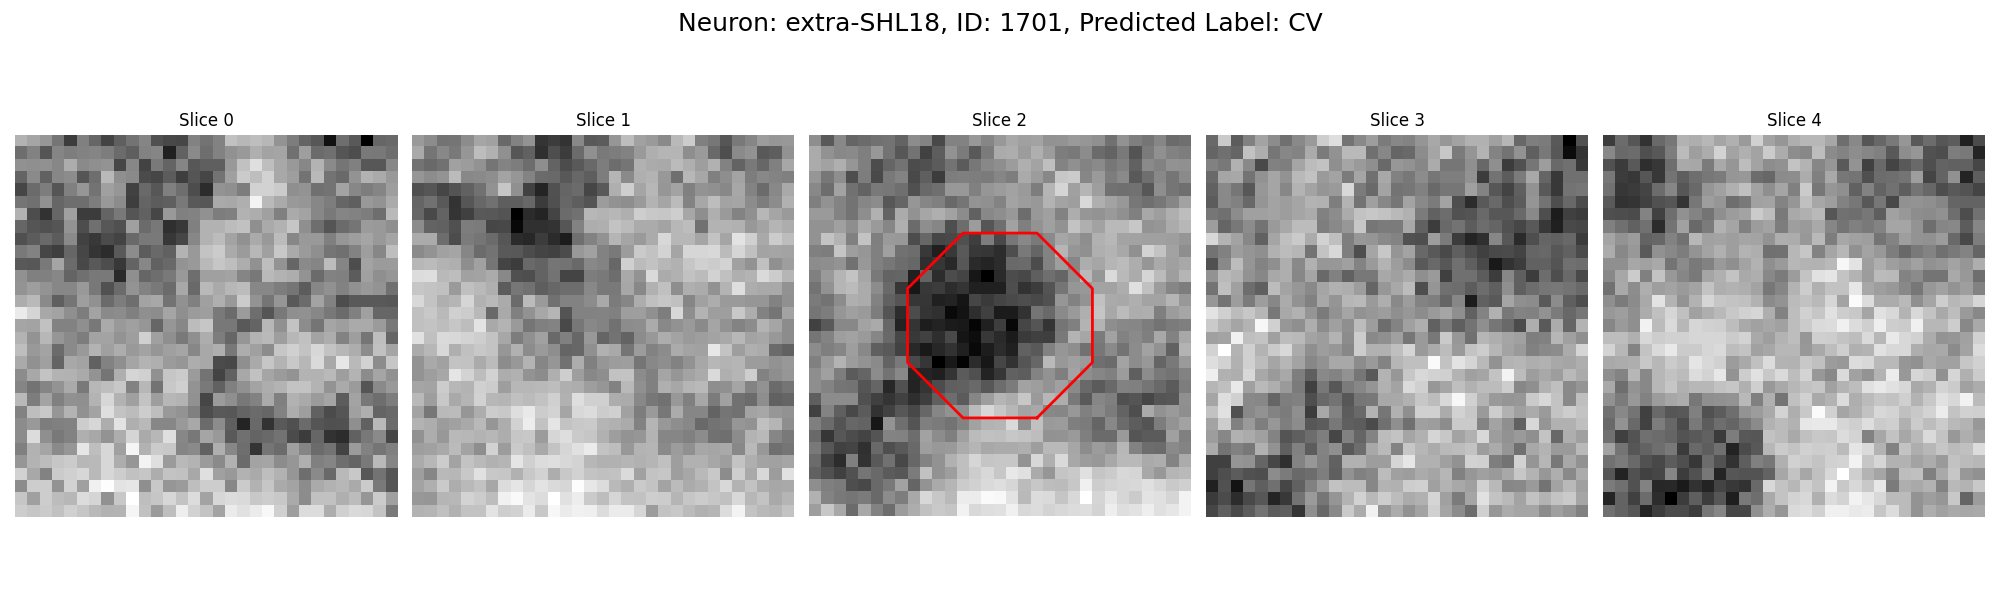 Neuron: extra-SHL18, ID: 1701, Predicted Label: CV
Slice 0
Slice 1
Slice 2
Slice 3
Slice 4